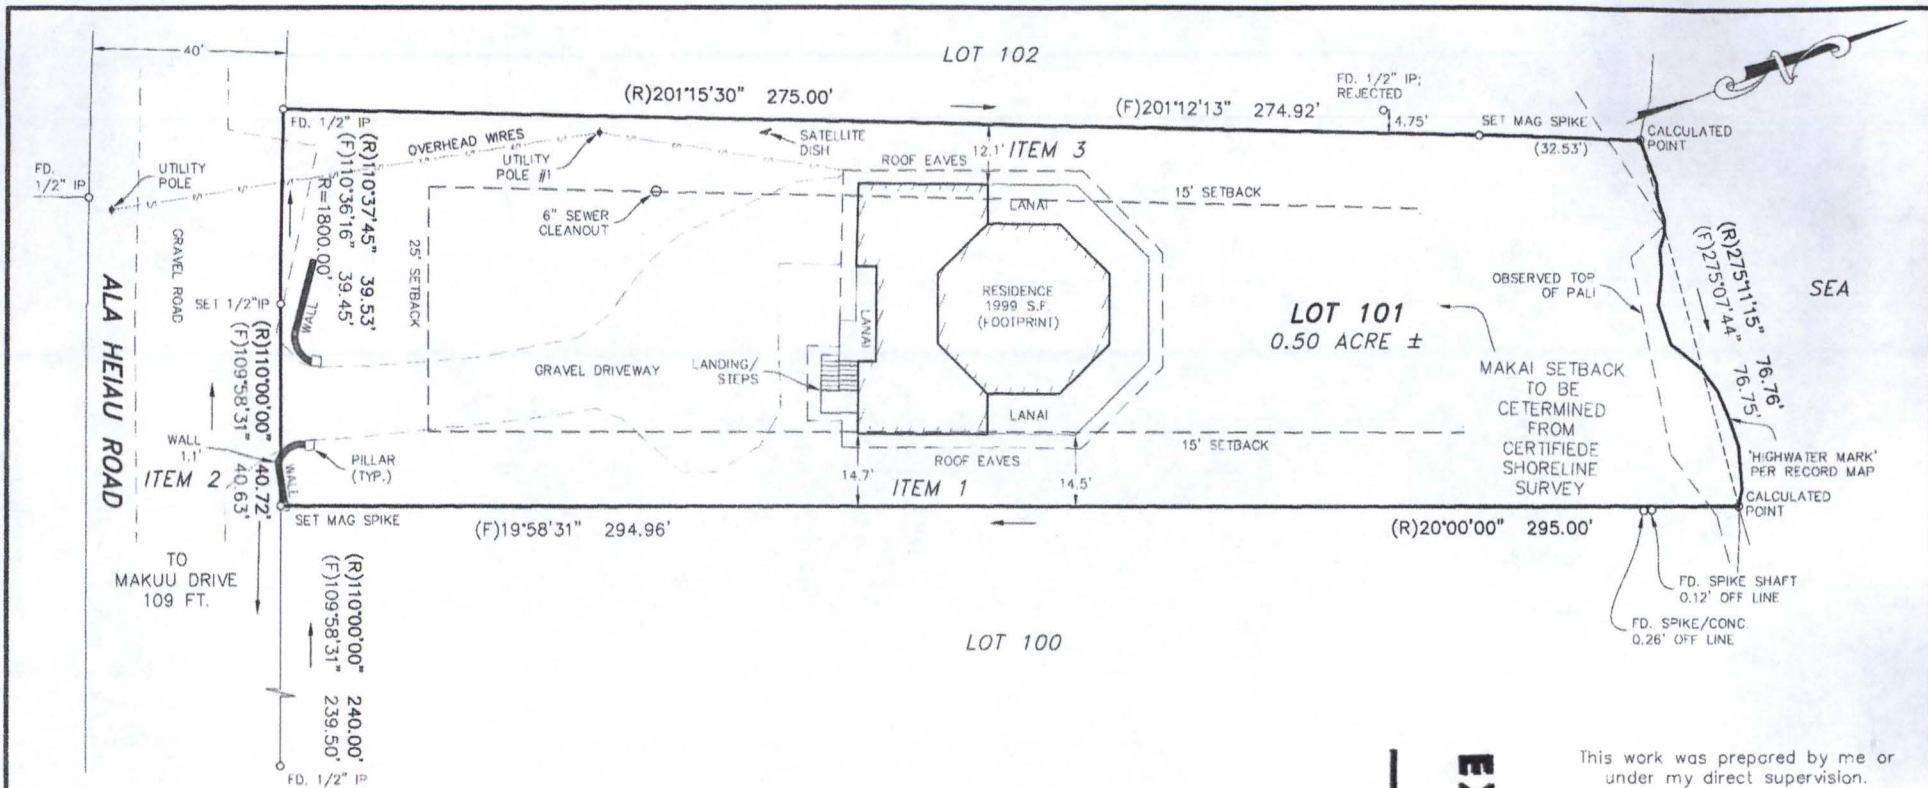 40'
LOT 102
(R)201°15'30" 275.00'
FD. 1/2" IP;
REJECTED
(F)201°12'13" 274.92'
4.75'
SET MAG SPIKE
(32.53')
CALCULATED
POINT
FD. 1/2" IP
OVERHEAD WIRES
SATELLITE
DISH
UTILITY
POLE #1
12.1'
ITEM 3
ROOF EAVES
FD.
1/2" IP
UTILITY
POLE
(R)110°37'45" 39.53'
(F)110°36'16" 39.45'
R=1800.00'
6" SEWER
CLEANOUT
LANAI
15' SETBACK
GRAVEL ROAD
25' SETBACK
ALA HEIAU ROAD
SET 1/2"IP
WALL
RESIDENCE
1999 S.F.
(FOOTPRINT)
LANAI
LOT 101
0.50 ACRE ±
OBSERVED TOP
OF PALI
(R)275°11'15" 76.76'
(F)275°07'44" 76.75'
SEA
(R)110°00'00" 40.72'
(F)109°58'31" 40.63'
GRAVEL DRIVEWAY
LANDING/
STEPS
MAKAI SETBACK
TO BE
CETERMINED
FROM
CERTIFIEDE
SHORELINE
SURVEY
LANAI
15' SETBACK
WALL
1.1'
ITEM 2
WALL
PILLAR
(TYP.)
ROOF EAVES
14.7'
ITEM 1
14.5'
'HIGHWATER MARK'
PER RECORD MAP
CALCULATED
POINT
SET MAG SPIKE
(F)19°58'31" 294.96'
(R)20°00'00" 295.00'
TO
MAKUU DRIVE
109 FT.
(R)110°00'00" 240.00'
(F)109°58'31" 239.50'
FD. 1/2" IP
LOT 100
FD. SPIKE SHAFT
0.12' OFF LINE
FD. SPIKE/CONC.
0.26' OFF LINE
This work was prepared by me or
under my direct supervision.